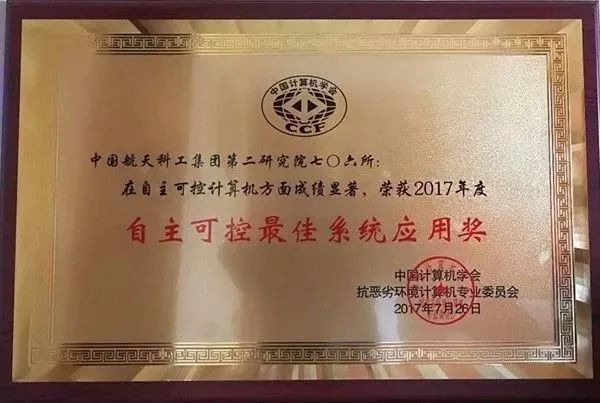 中国计算机学会
CCF
中国航天科工集团第二研究院七〇六所：
在自主可控计算机方面成绩显著，荣获2017年度
自主可控最佳系统应用奖
中国计算机学会
抗恶劣环境计算机专业委员会
2017年7月26日